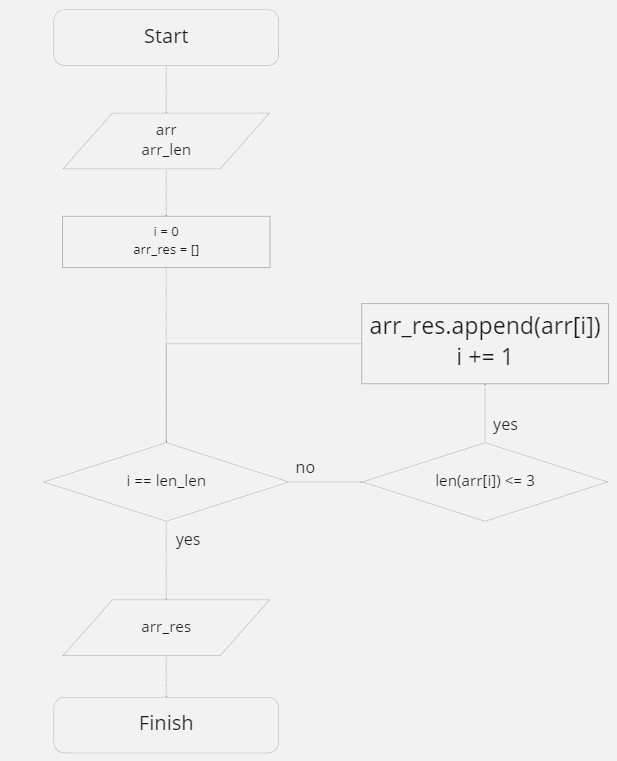 Start
arr
arr_len
i = 0
arr_res = []
arr_res.append(arr[i])
i += 1
yes
i == len_len
no
len(arr[i]) <= 3
yes
arr_res
Finish